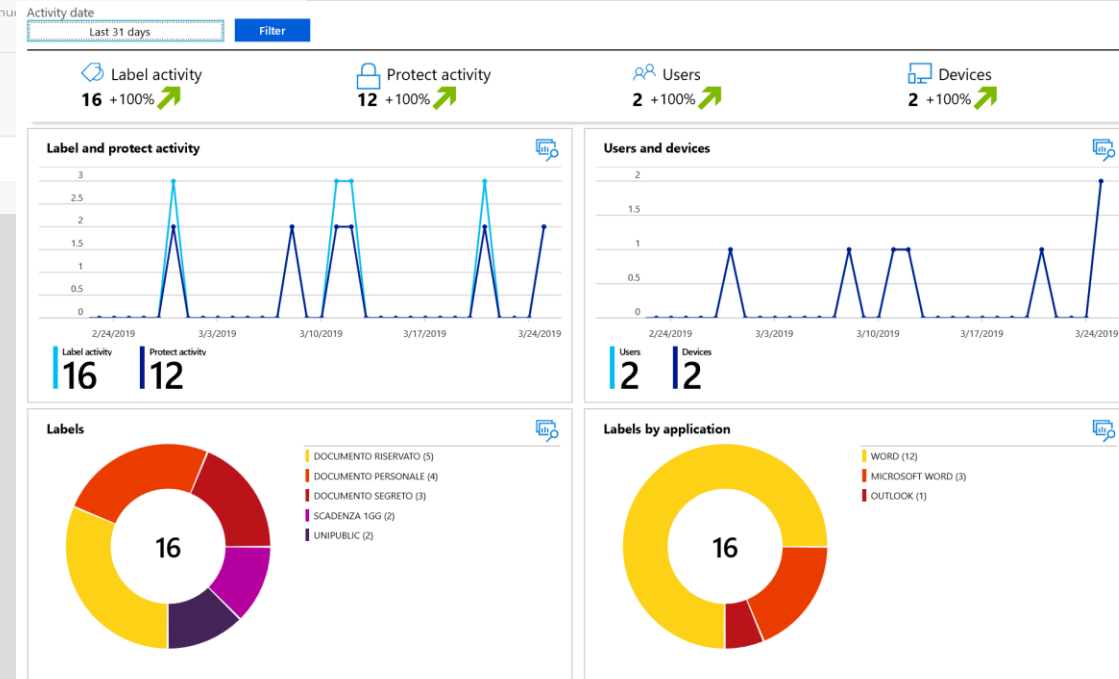 Activity date
Last 31 days
Filter
Label activity
16 +100%
Protect activity
12 +100%
Users
2 +100%
Devices
2 +100%
Label and protect activity
3
2.5
2
1.5
1
0.5
0
2/24/2019 3/3/2019 3/10/2019 3/17/2019 3/24/2019
Label activity
16
Protect activity
12
Users and devices
2
1.5
1
0.5
0
2/24/2019 3/3/2019 3/10/2019 3/17/2019 3/24/2019
Users
2
Devices
2
Labels
16
DOCUMENTO RISERVATO (5)
DOCUMENTO PERSONALE (4)
DOCUMENTO SEGRETO (3)
SCADENZA 1GG (2)
UNIPUBLIC (2)
Labels by application
16
WORD (12)
MICROSOFT WORD (3)
OUTLOOK (1)